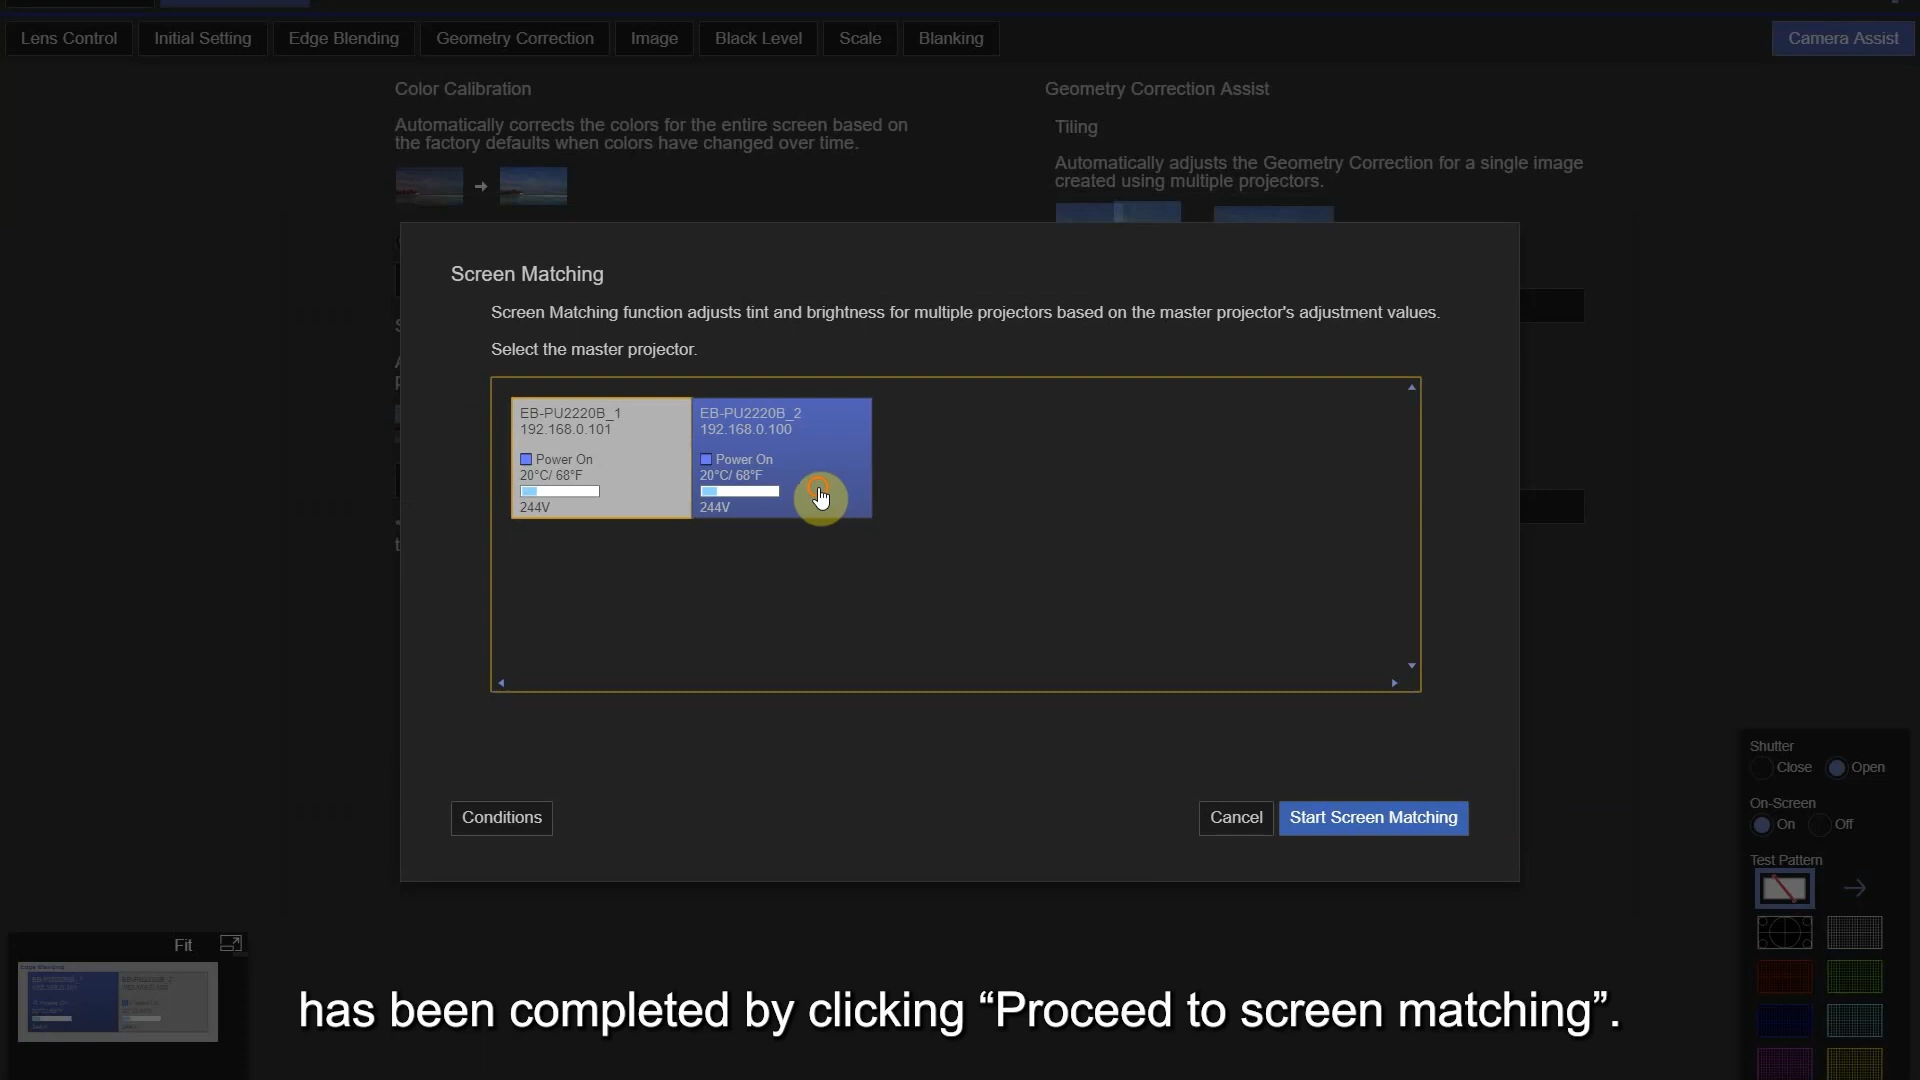 Lens Control
Initial Setting
Edge Blending
Geometry Correction
Image
Black Level
Scale
Blanking
Camera Assist
Color Calibration
Automatically corrects the colors for the entire screen based on
the factory defaults when colors have changed over time.
Geometry Correction Assist
Tiling
Automatically adjusts the Geometry Correction for a single image
created using multiple projectors.
Screen Matching
Screen Matching function adjusts tint and brightness for multiple projectors based on the master projector's adjustment values.
Select the master projector.
EB-PU2220B_1
192.168.0.101
Power On
20°C/ 68°F
244V
EB-PU2220B_2
192.168.0.100
Power On
20°C/ 68°F
244V
Conditions
Cancel
Start Screen Matching
Shutter
Close
Open
On-Screen
On
Off
Test Pattern
Fit
Edge Blending
has been completed by clicking “Proceed to screen matching”.